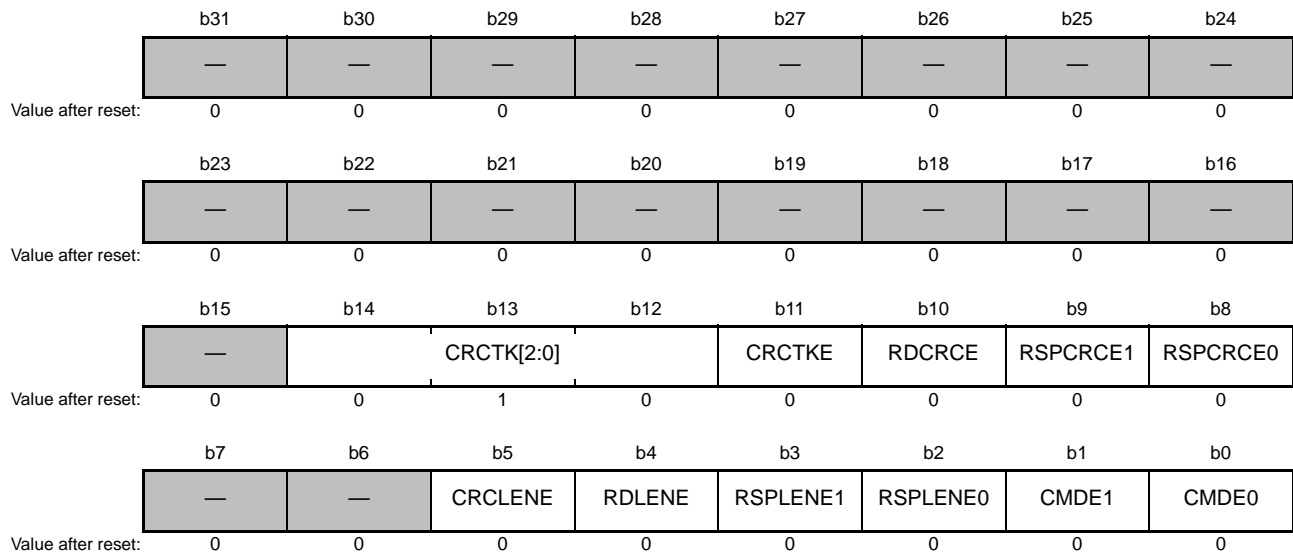 b31 b30 b29 b28 b27 b26 b25 b24
— — — — — — — —
Value after reset: 0 0 0 0 0 0 0 0
b23 b22 b21 b20 b19 b18 b17 b16
— — — — — — — —
Value after reset: 0 0 0 0 0 0 0 0
b15 b14 b13 b12 b11 b10 b9 b8
— CRCTK[2:0] CRCTKE RDCRCE RSPCRCE1 RSPCRCE0
Value after reset: 0 0 1 0 0 0 0 0
b7 b6 b5 b4 b3 b2 b1 b0
— — CRCLENE RDLENE RSPLENE1 RSPLENE0 CMDE1 CMDE0
Value after reset: 0 0 0 0 0 0 0 0